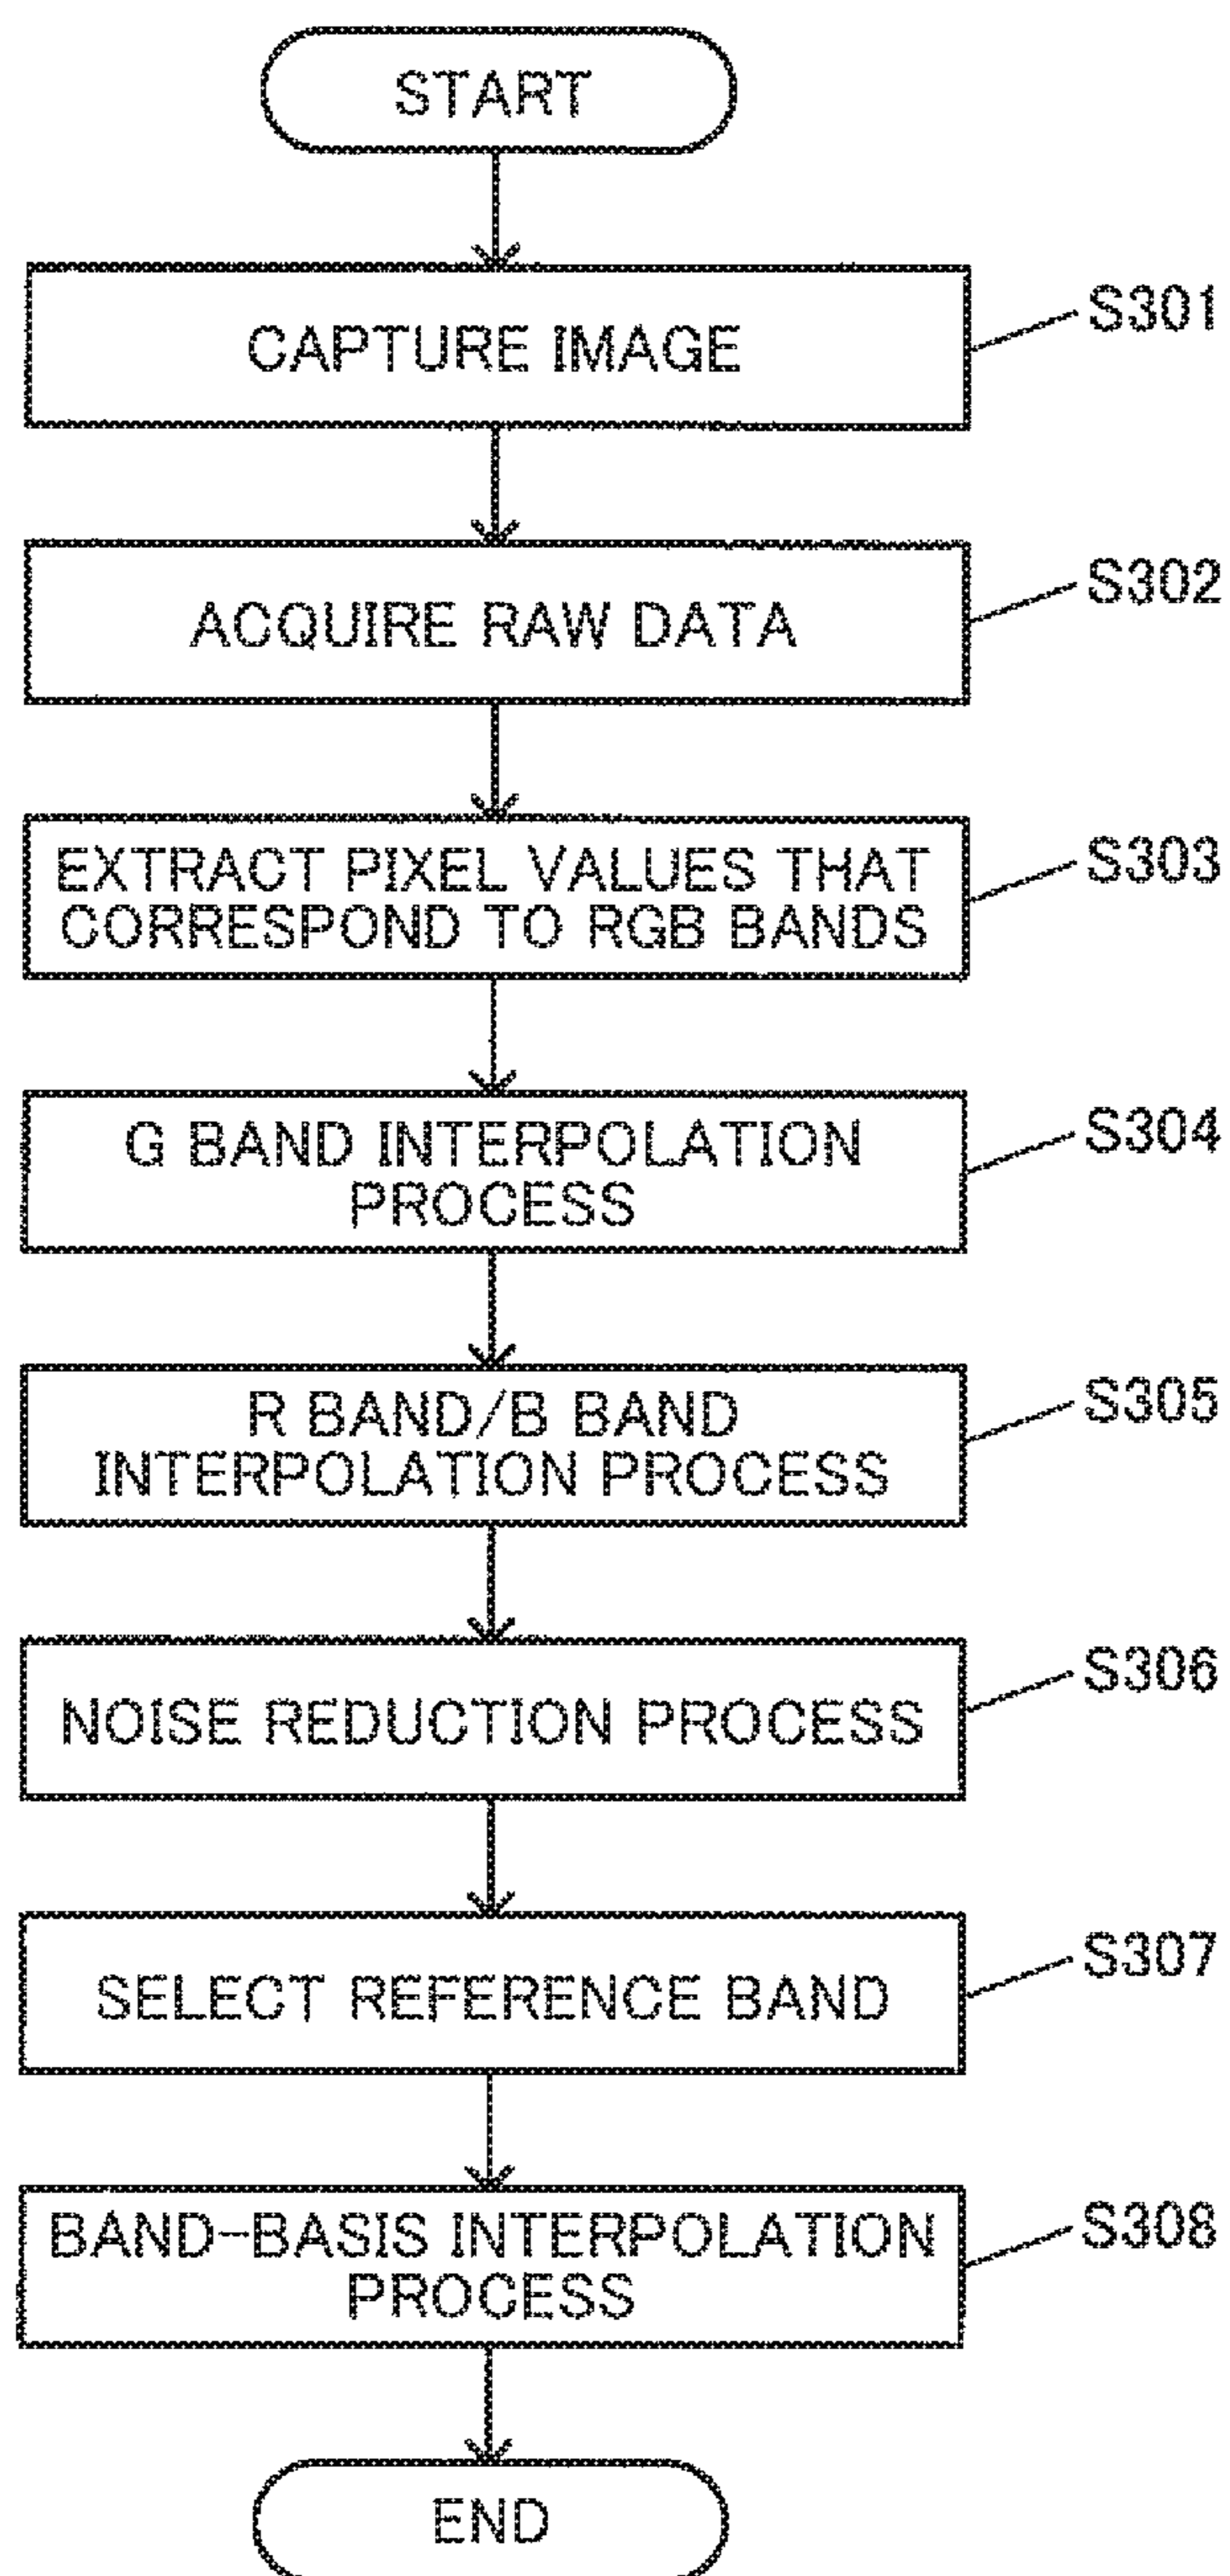 START
CAPTURE IMAGE
S301
ACQUIRE RAW DATA
S302
EXTRACT PIXEL VALUES THAT
CORRESPOND TO RGB BANDS
S303
G BAND INTERPOLATION
PROCESS
S304
R BAND/B BAND
INTERPOLATION PROCESS
S305
NOISE REDUCTION PROCESS
S306
SELECT REFERENCE BAND
S307
BAND-BASIS INTERPOLATION
PROCESS
S308
END